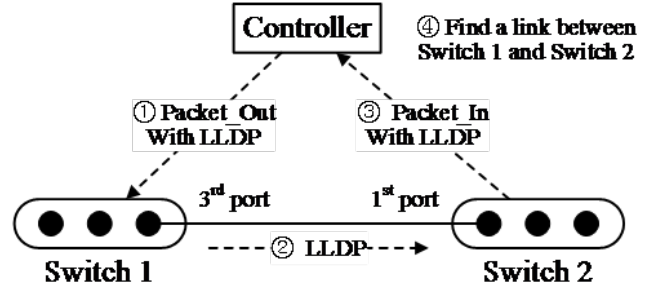 Controller
④ Find a link between
Switch 1 and Switch 2
① Packet_Out
With LLDP
③ Packet_In
With LLDP
3rd port
1st port
② LLDP
Switch 1
Switch 2